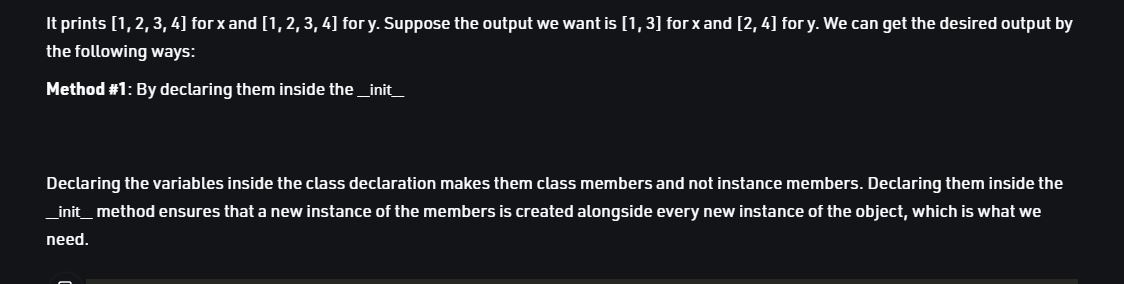 It prints [1, 2, 3, 4] for x and [1, 2, 3, 4] for y. Suppose the output we want is [1, 3] for x and [2, 4] for y. We can get the desired output by
the following ways:
Method #1: By declaring them inside the __init__
Declaring the variables inside the class declaration makes them class members and not instance members. Declaring them inside the
__init__ method ensures that a new instance of the members is created alongside every new instance of the object, which is what we
need.